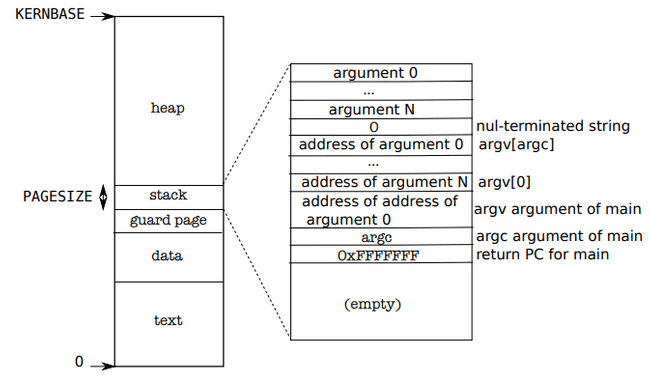 KERNBASE
heap
PAGESIZE
stack
guard page
data
text
0
argument 0
...
argument N
0
nul-terminated string
address of argument 0
argv[argc]
...
address of argument N
argv[0]
address of address of
argument 0
argv argument of main
argc
argc argument of main
0xFFFFFFF
return PC for main
(empty)